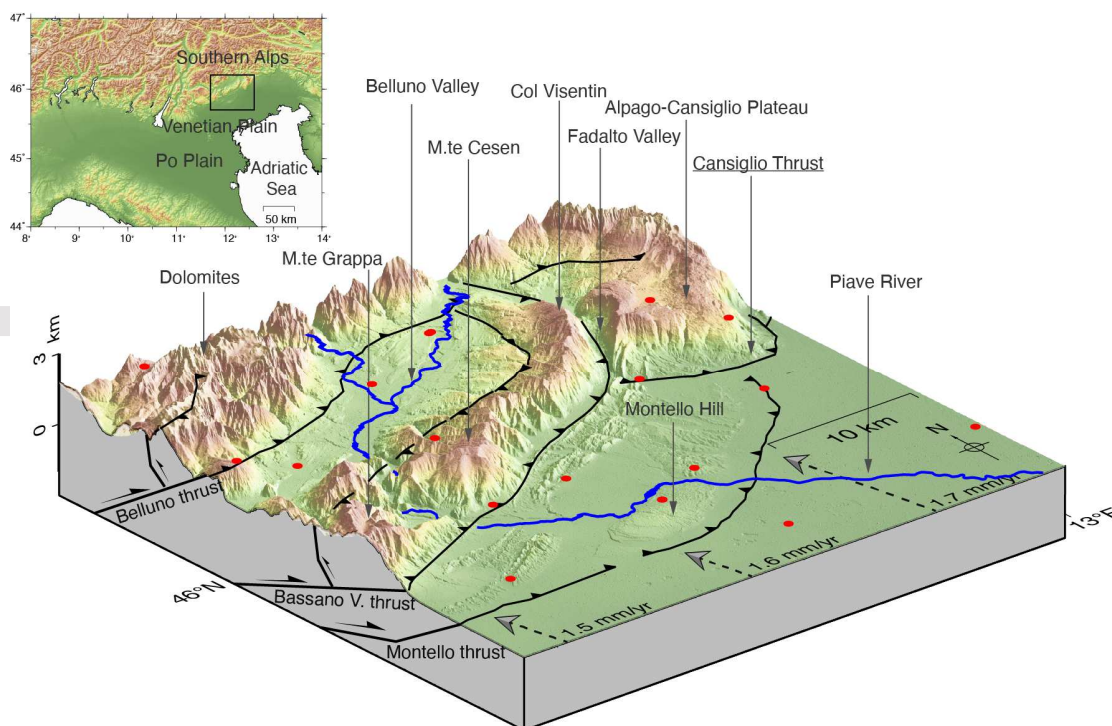 47°
46°
45°
44°
8°
9°
10°
11°
12°
13°
14°
Southern Alps
Venetian Plain
Po Plain
Adriatic
Sea
50 km
Belluno Valley
Col Visentin
Alpago-Cansiglio Plateau
M.te Cesen
Fadalto Valley
Cansiglio Thrust
M.te Grappa
Dolomites
Piave River
3
km
0
Montello Hill
10 km
N
Belluno thrust
1.7 mm/yr
13°E
1.6 mm/yr
46°N
Bassano V. thrust
1.5 mm/yr
Montello thrust